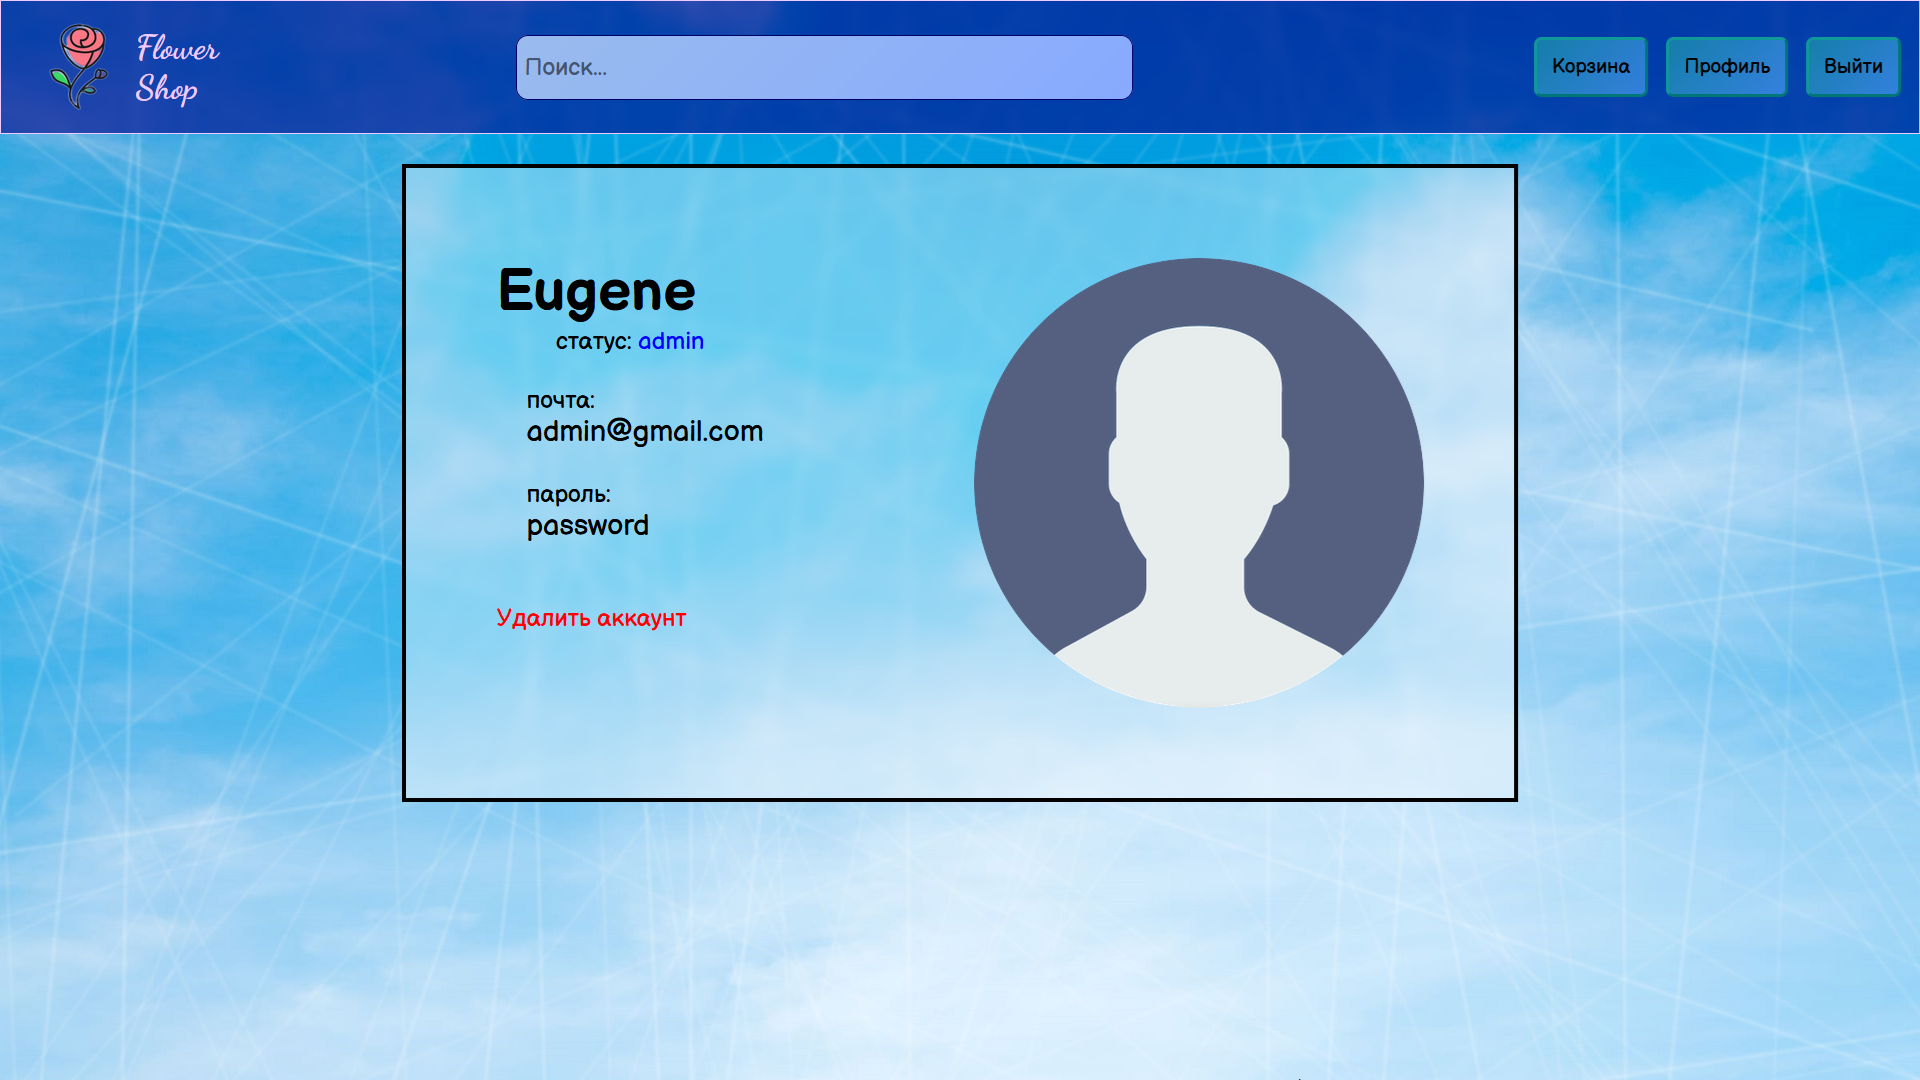 Flower
Shop
Поиск...
Корзина
Профиль
Выйти
Eugene
статус: admin
почта:
admin@gmail.com
пароль:
password
Удалить аккаунт